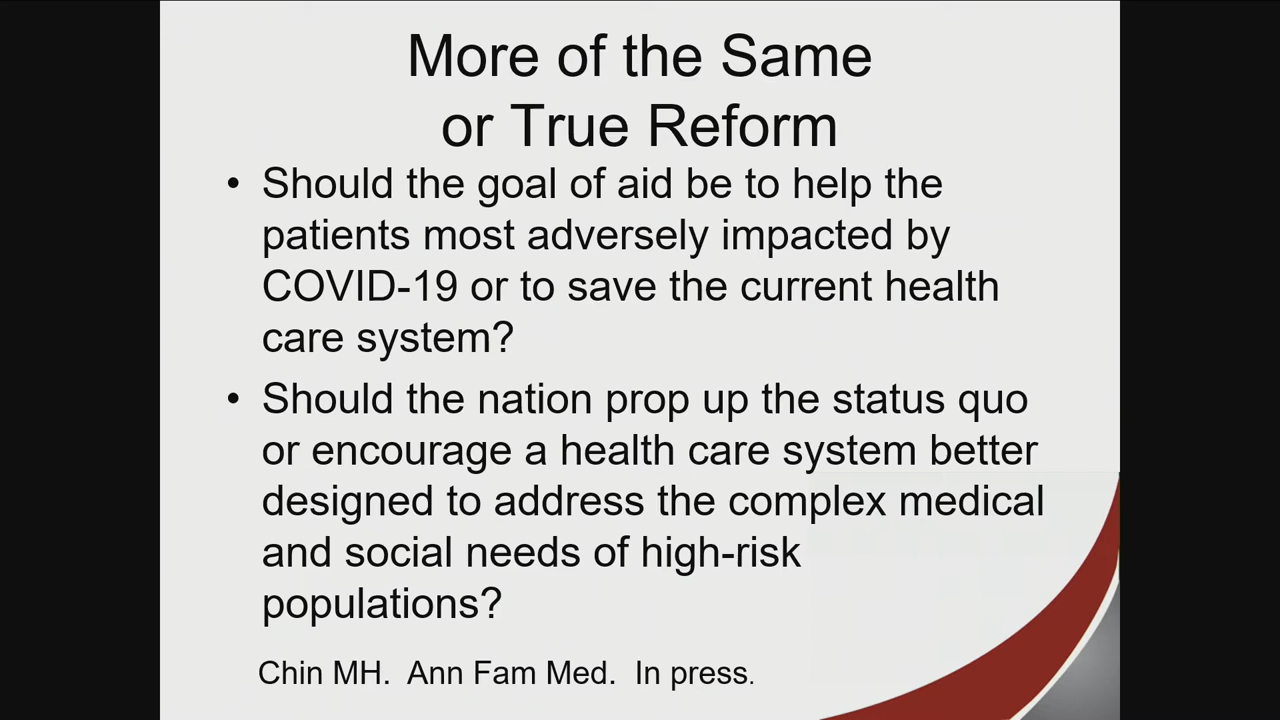 More of the Same
or True Reform
• Should the goal of aid be to help the
patients most adversely impacted by
COVID-19 or to save the current health
care system?
• Should the nation prop up the status quo
or encourage a health care system better
designed to address the complex medical
and social needs of high-risk
populations?
Chin MH.  Ann Fam Med.  In press.